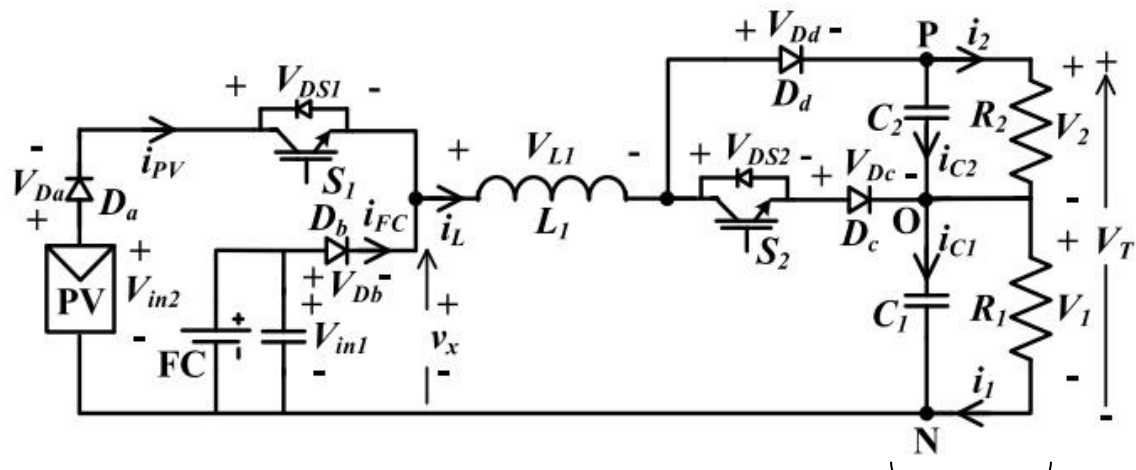 + V_Dd - P i_2
+ V_DS1 - D_d + +
C_2 R_2 V_2
- i_PV S_1 + V_L1 - + V_DS2 - V_Dc i_C2
V_Da D_a + - -
+ D_b i_FC i_L L_1 S_2 D_c O i_C1 + V_T
PV + V_in2 - + V_Db - +
FC + V_in1 - v_x - C_1 R_1 V_1
i_1 - -
N